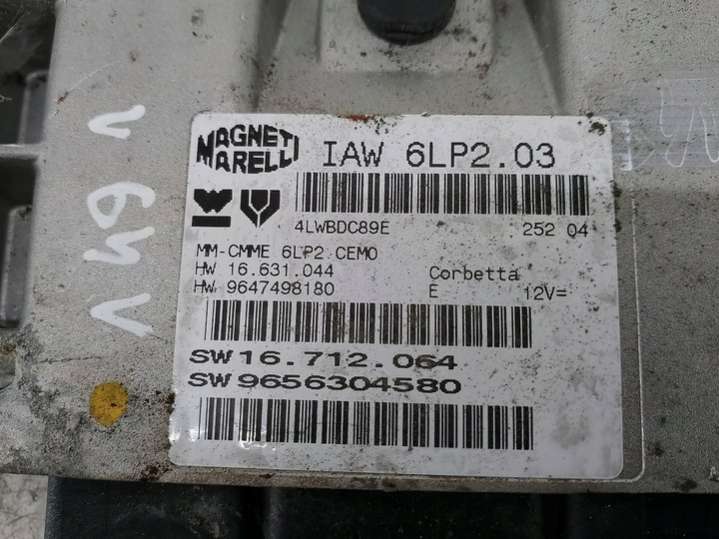 MAGNETI
MARELLI
IAW 6LP2.03
4LWBDC89E 252 04
MM-CMME 6LP2 CEMO
HW 16.631.044 Corbetta
HW 9647498180 E 12V=
SW 16.712.064
SW 9656304580
V 64V